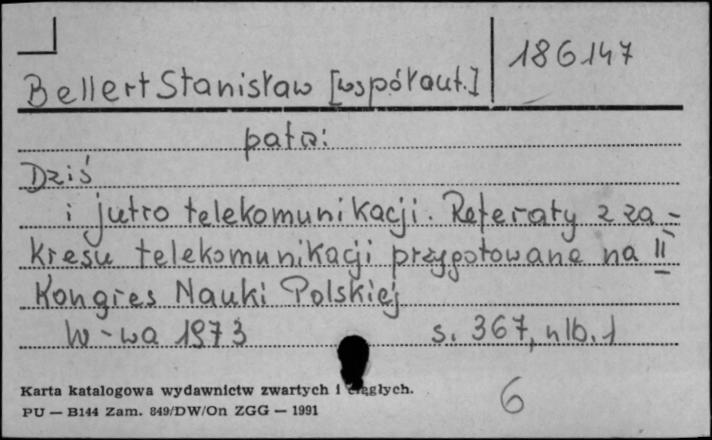 186147
Bellert Stanisław [współaut.]
patrz:
Dziś
i jutro telekomunikacji. Referaty z za-
kresu telekomunikacji przygotowane na II
Kongres Nauki Polskiej
W-wa 1973 s. 367, nlb. 1
Karta katalogowa wydawnictw zwartych i ciągłych.
PU — B144 Zam. 849/DW/On ZGG — 1991
6